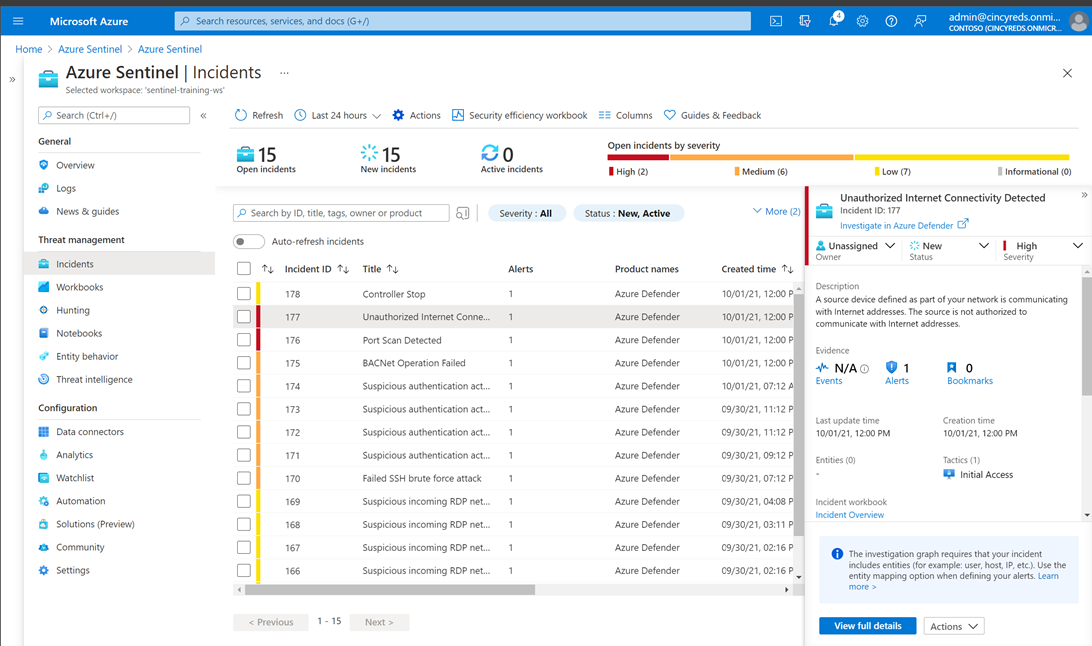 Microsoft Azure
Search resources, services, and docs (G+/)
4
admin@cincyreds.onmi...
CONTOSO (CINCYREDS.ONMICR...
Home > Azure Sentinel > Azure Sentinel
Azure Sentinel | Incidents ...
Selected workspace: 'sentinel-training-ws'
Search (Ctrl+/)
General
Overview
Logs
News & guides
Threat management
Incidents
Workbooks
Hunting
Notebooks
Entity behavior
Threat intelligence
Configuration
Data connectors
Analytics
Watchlist
Automation
Solutions (Preview)
Community
Settings
Refresh Last 24 hours Actions Security efficiency workbook Columns Guides & Feedback
15 Open incidents
15 New incidents
0 Active incidents
Open incidents by severity
High (2) Medium (6) Low (7) Informational (0)
Search by ID, title, tags, owner or product
Severity : All
Status : New, Active
More (2)
Auto-refresh incidents
Incident ID Title Alerts Product names Created time
178 Controller Stop 1 Azure Defender 10/01/21, 12:00 P
177 Unauthorized Internet Conne... 1 Azure Defender 10/01/21, 12:00 P
176 Port Scan Detected 1 Azure Defender 10/01/21, 12:00 P
175 BACNet Operation Failed 1 Azure Defender 10/01/21, 12:00 P
174 Suspicious authentication act... 1 Azure Defender 10/01/21, 07:12 A
173 Suspicious authentication act... 1 Azure Defender 09/30/21, 11:12 P
172 Suspicious authentication act... 1 Azure Defender 09/30/21, 11:12 P
171 Suspicious authentication act... 1 Azure Defender 09/30/21, 09:12 P
170 Failed SSH brute force attack 1 Azure Defender 09/30/21, 07:12 P
169 Suspicious incoming RDP net... 1 Azure Defender 09/30/21, 04:08 P
168 Suspicious incoming RDP net... 1 Azure Defender 09/30/21, 03:11 P
167 Suspicious incoming RDP net... 1 Azure Defender 09/30/21, 02:16 P
166 Suspicious incoming RDP net... 1 Azure Defender 09/30/21, 02:16 P
< Previous 1 - 15 Next >
Unauthorized Internet Connectivity Detected
Incident ID: 177
Investigate in Azure Defender
Unassigned New High
Owner Status Severity
Description
A source device defined as part of your network is communicating
with Internet addresses. The source is not authorized to
communicate with Internet addresses.
Evidence
N/A 1 0
Events Alerts Bookmarks
Last update time Creation time
10/01/21, 12:00 PM 10/01/21, 12:00 PM
Entities (0) Tactics (1)
- Initial Access
Incident workbook
Incident Overview
The investigation graph requires that your incident
includes entities (for example: user, host, IP, etc.). Use the
entity mapping option when defining your alerts. Learn
more >
View full details Actions